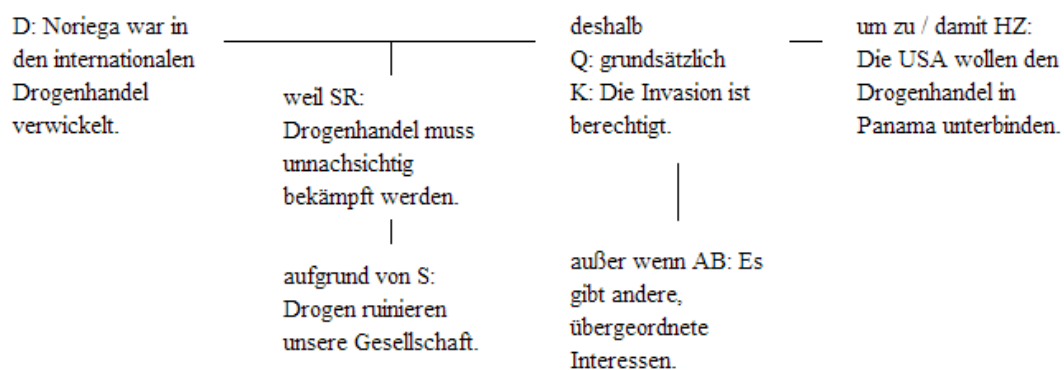 D: Noriega war in
den internationalen
Drogenhandel
verwickelt.
weil SR:
Drogenhandel muss
unnachsichtig
bekämpft werden.
aufgrund von S:
Drogen ruinieren
unsere Gesellschaft.
deshalb
Q: grundsätzlich
K: Die Invasion ist
berechtigt.
außer wenn AB: Es
gibt andere,
übergeordnete
Interessen.
um zu / damit HZ:
Die USA wollen den
Drogenhandel in
Panama unterbinden.